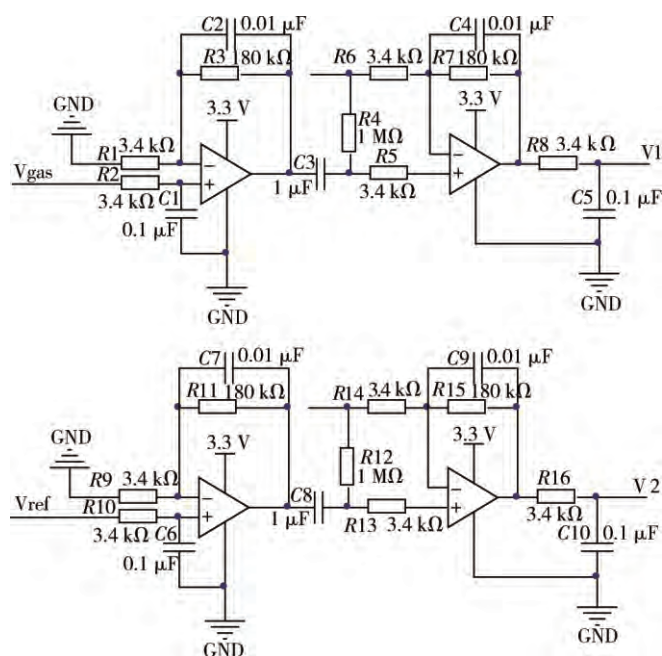 C2 0.01 μF
R3 180 kΩ
GND
3.3 V
R1 3.4 kΩ
Vgas
R2
3.4 kΩ
C1
0.1 μF
GND
C3
1 μF
R6 3.4 kΩ
R4
1 MΩ
R5
3.4 kΩ
C4 0.01 μF
R7 180 kΩ
3.3 V
R8 3.4 kΩ
V1
C5 0.1 μF
GND
C7 0.01 μF
R11 180 kΩ
GND
3.3 V
R9 3.4 kΩ
Vref
R10
3.4 kΩ
C6
0.1 μF
GND
C8
1 μF
R14 3.4 kΩ
R12
1 MΩ
R13 3.4 kΩ
C9 0.01 μF
R15 180 kΩ
3.3 V
R16
3.4 kΩ
V2
C10 0.1 μF
GND